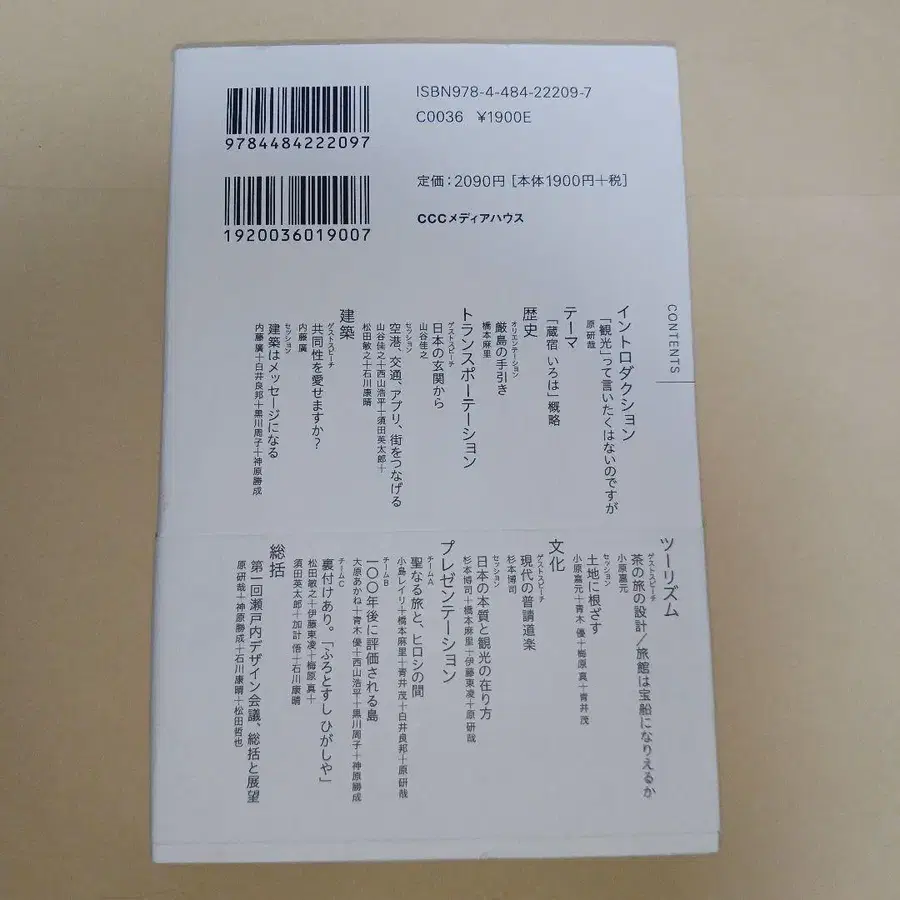 ISBN978-4-484-22209-7
C0036 ¥1900E
9784484222097
定価:2090円[本体1900円+税]
1920036019007
CCCメディアハウス
CONTENTS
イントロダクション
「観光」って言いたくはないのですが
原 研哉
テーマ
「蔵宿 いろは」概略
歴史
オリエンテーション
厳島の手引き
橋本麻里
トランスポーテーション
ゲストスピーチ
日本の玄関から
山谷佳之
セッション
空港、交通、アプリ、街をつなげる
山谷佳之+西山浩平+須田英太郎+
松田敏之+石川康晴
建築
ゲストスピーチ
共同性を愛せますか?
内藤廣
セッション
建築はメッセージになる
内藤廣+白井良邦+黒川周子+神原勝成
ツーリズム
ゲストスピーチ
茶の旅の設計/旅館は宝船になりえるか
小原嘉元
セッション
土地に根ざす
小原嘉元+青木 優+梅原 真+青井 茂
文化
ゲストスピーチ
現代の普請道楽
杉本博司
セッション
日本の本質と観光の在り方
杉本博司+橋本麻里+伊藤東凌+原研哉
プレゼンテーション
チームA
聖なる旅と、ヒロシの間
小島レイリ+橋本麻里+青井 茂+白井良邦+原 研哉
チームB
一〇〇年後に評価される島
大原あかね+青木 優+西山浩平+黒川周子+神原勝成
チームC
裏付けあり。「ふろとすし ひがしや」
松田敏之+伊藤東凌+梅原 真+
須田英太郎+加計 悟+石川康晴
総括
第一回瀬戸内デザイン会議、総括と展望
原研哉+神原勝成+石川康晴+松田哲也